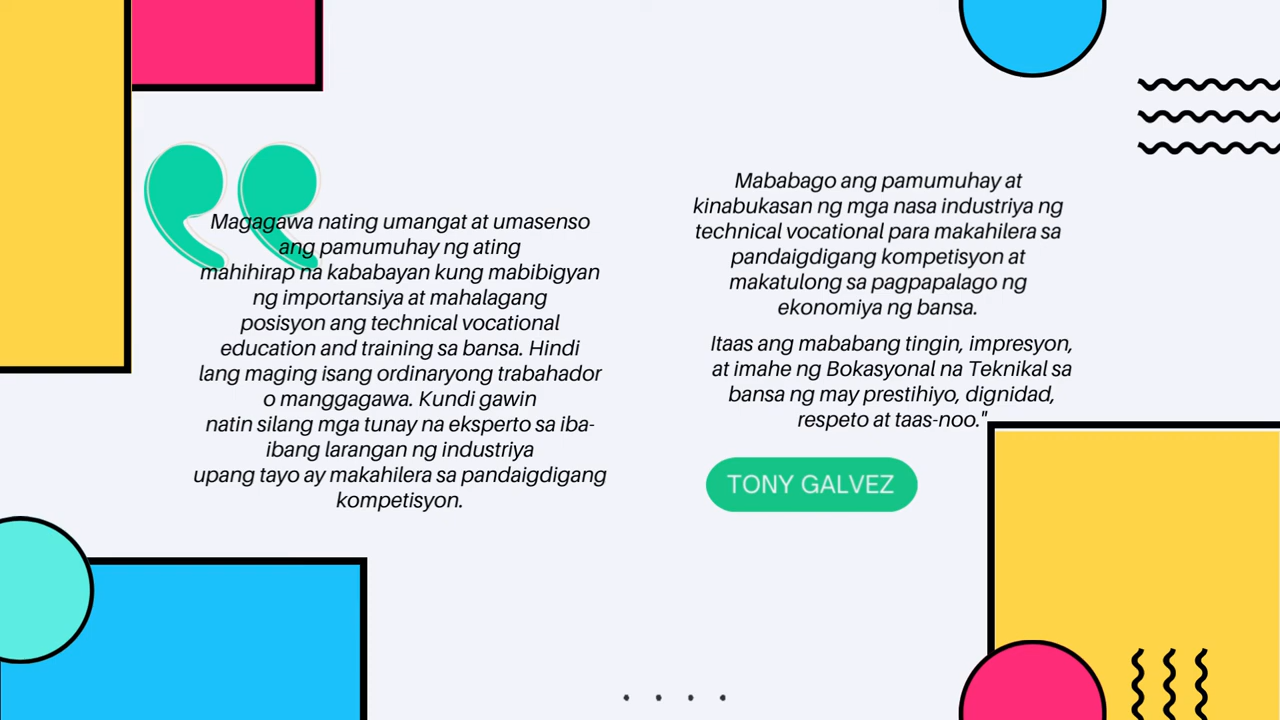 Magagawa nating umangat at umasenso
ang pamumuhay ng ating
mahihirap na kababayan kung mabibigyan
ng importansiya at mahalagang
posisyon ang technical vocational
education and training sa bansa. Hindi
lang maging isang ordinaryong trabahador
o manggagawa. Kundi gawin
natin silang mga tunay na eksperto sa iba-
ibang larangan ng industriya
upang tayo ay makahilera sa pandaigdigang
kompetisyon.
Mababago ang pamumuhay at
kinabukasan ng mga nasa industriya ng
technical vocational para makahilera sa
pandaigdigang kompetisyon at
makatulong sa pagpapalago ng
ekonomiya ng bansa.
Itaas ang mababang tingin, impresyon,
at imahe ng Bokasyonal na Teknikal sa
bansa ng may prestihiyo, dignidad,
respeto at taas-noo."
TONY GALVEZ